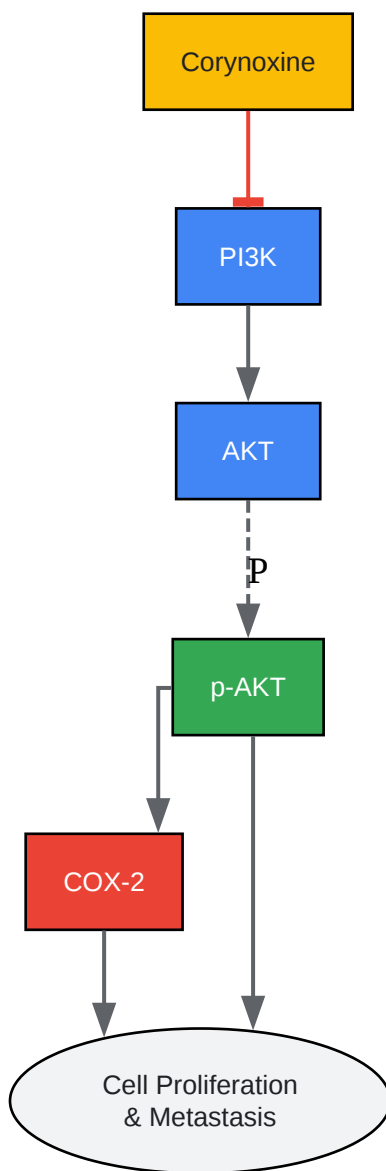 Corynoxine
PI3K
AKT
P
p-AKT
COX-2
Cell Proliferation
& Metastasis